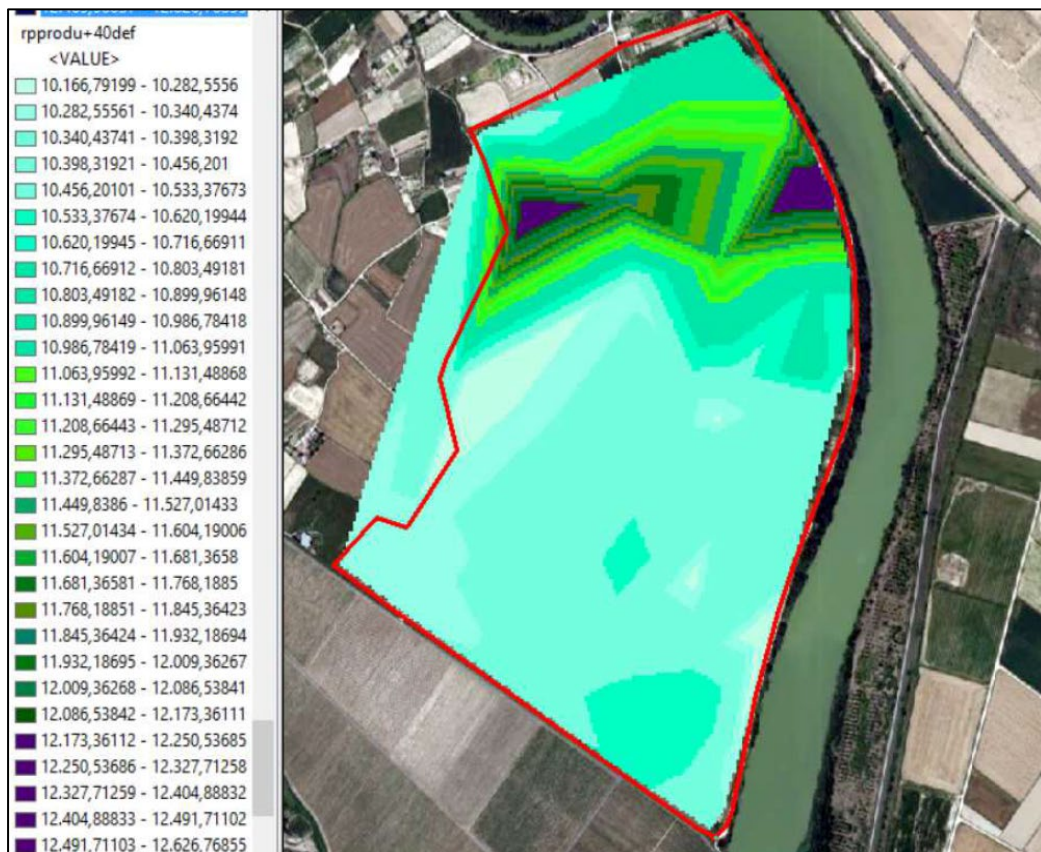 rpprodu+40def
<VALUE>
10.166,79199 - 10.282,5556
10.282,55561 - 10.340,4374
10.340,43741 - 10.398,3192
10.398,31921 - 10.456,201
10.456,20101 - 10.533,37673
10.533,37674 - 10.620,19944
10.620,19945 - 10.716,66911
10.716,66912 - 10.803,49181
10.803,49182 - 10.899,96148
10.899,96149 - 10.986,78418
10.986,78419 - 11.063,95991
11.063,95992 - 11.131,48868
11.131,48869 - 11.208,66442
11.208,66443 - 11.295,48712
11.295,48713 - 11.372,66286
11.372,66287 - 11.449,83859
11.449,8386 - 11.527,01433
11.527,01434 - 11.604,19006
11.604,19007 - 11.681,3658
11.681,36581 - 11.768,1885
11.768,18851 - 11.845,36423
11.845,36424 - 11.932,18694
11.932,18695 - 12.009,36267
12.009,36268 - 12.086,53841
12.086,53842 - 12.173,36111
12.173,36112 - 12.250,53685
12.250,53686 - 12.327,71258
12.327,71259 - 12.404,88832
12.404,88833 - 12.491,71102
12.491,71103 - 12.626,76855